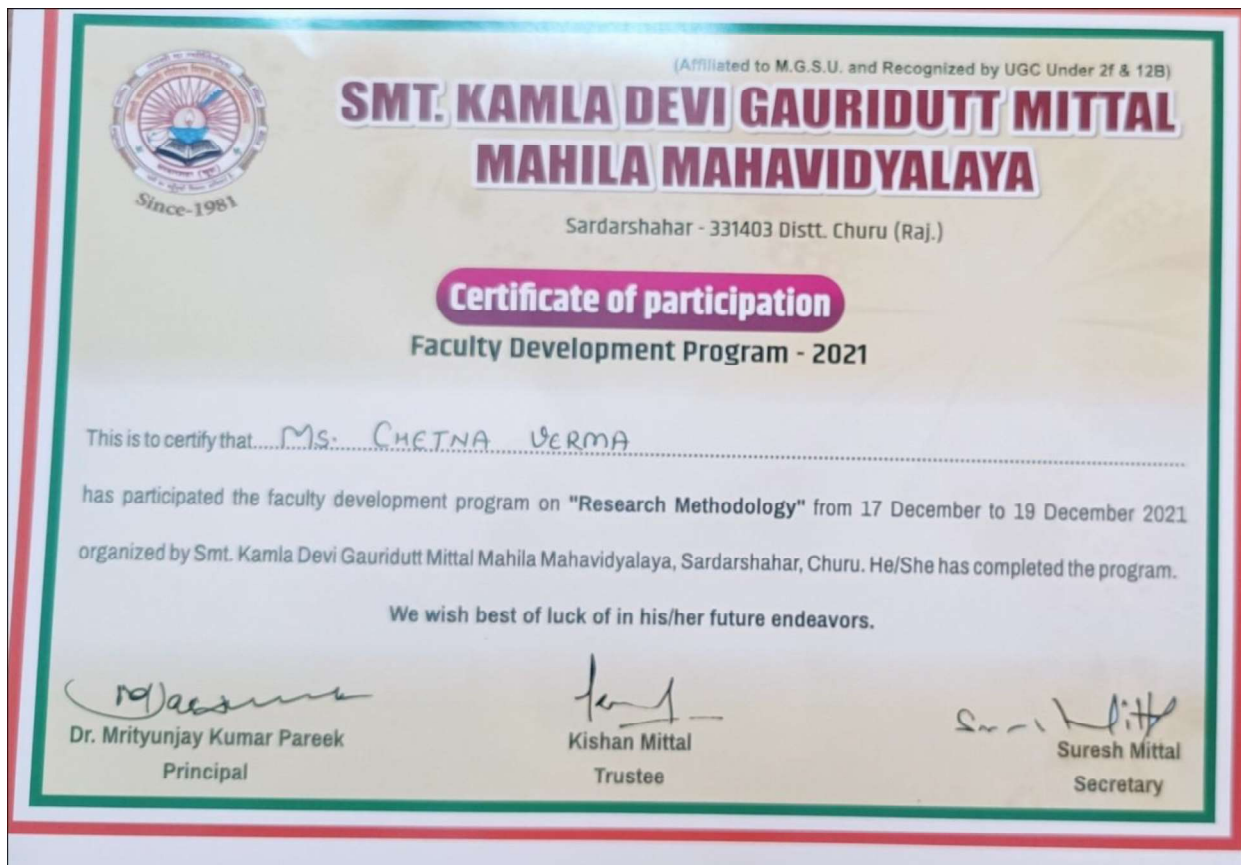 (Affiliated to M.G.S.U. and Recognized by UGC Under 2f & 12B)
SMT. KAMLA DEVI GAURIDUTT MITTAL
MAHILA MAHAVIDYALAYA
Since-1981
Sardarshahar - 331403 Distt. Churu (Raj.)
Certificate of participation
Faculty Development Program - 2021
This is to certify that.... Ms. CHETNA VERMA
has participated the faculty development program on "Research Methodology" from 17 December to 19 December 2021
organized by Smt. Kamla Devi Gauridutt Mittal Mahila Mahavidyalaya, Sardarshahar, Churu. He/She has completed the program.
We wish best of luck of in his/her future endeavors.
Dr. Mrityunjay Kumar Pareek
Principal
Kishan Mittal
Trustee
Suresh Mittal
Secretary